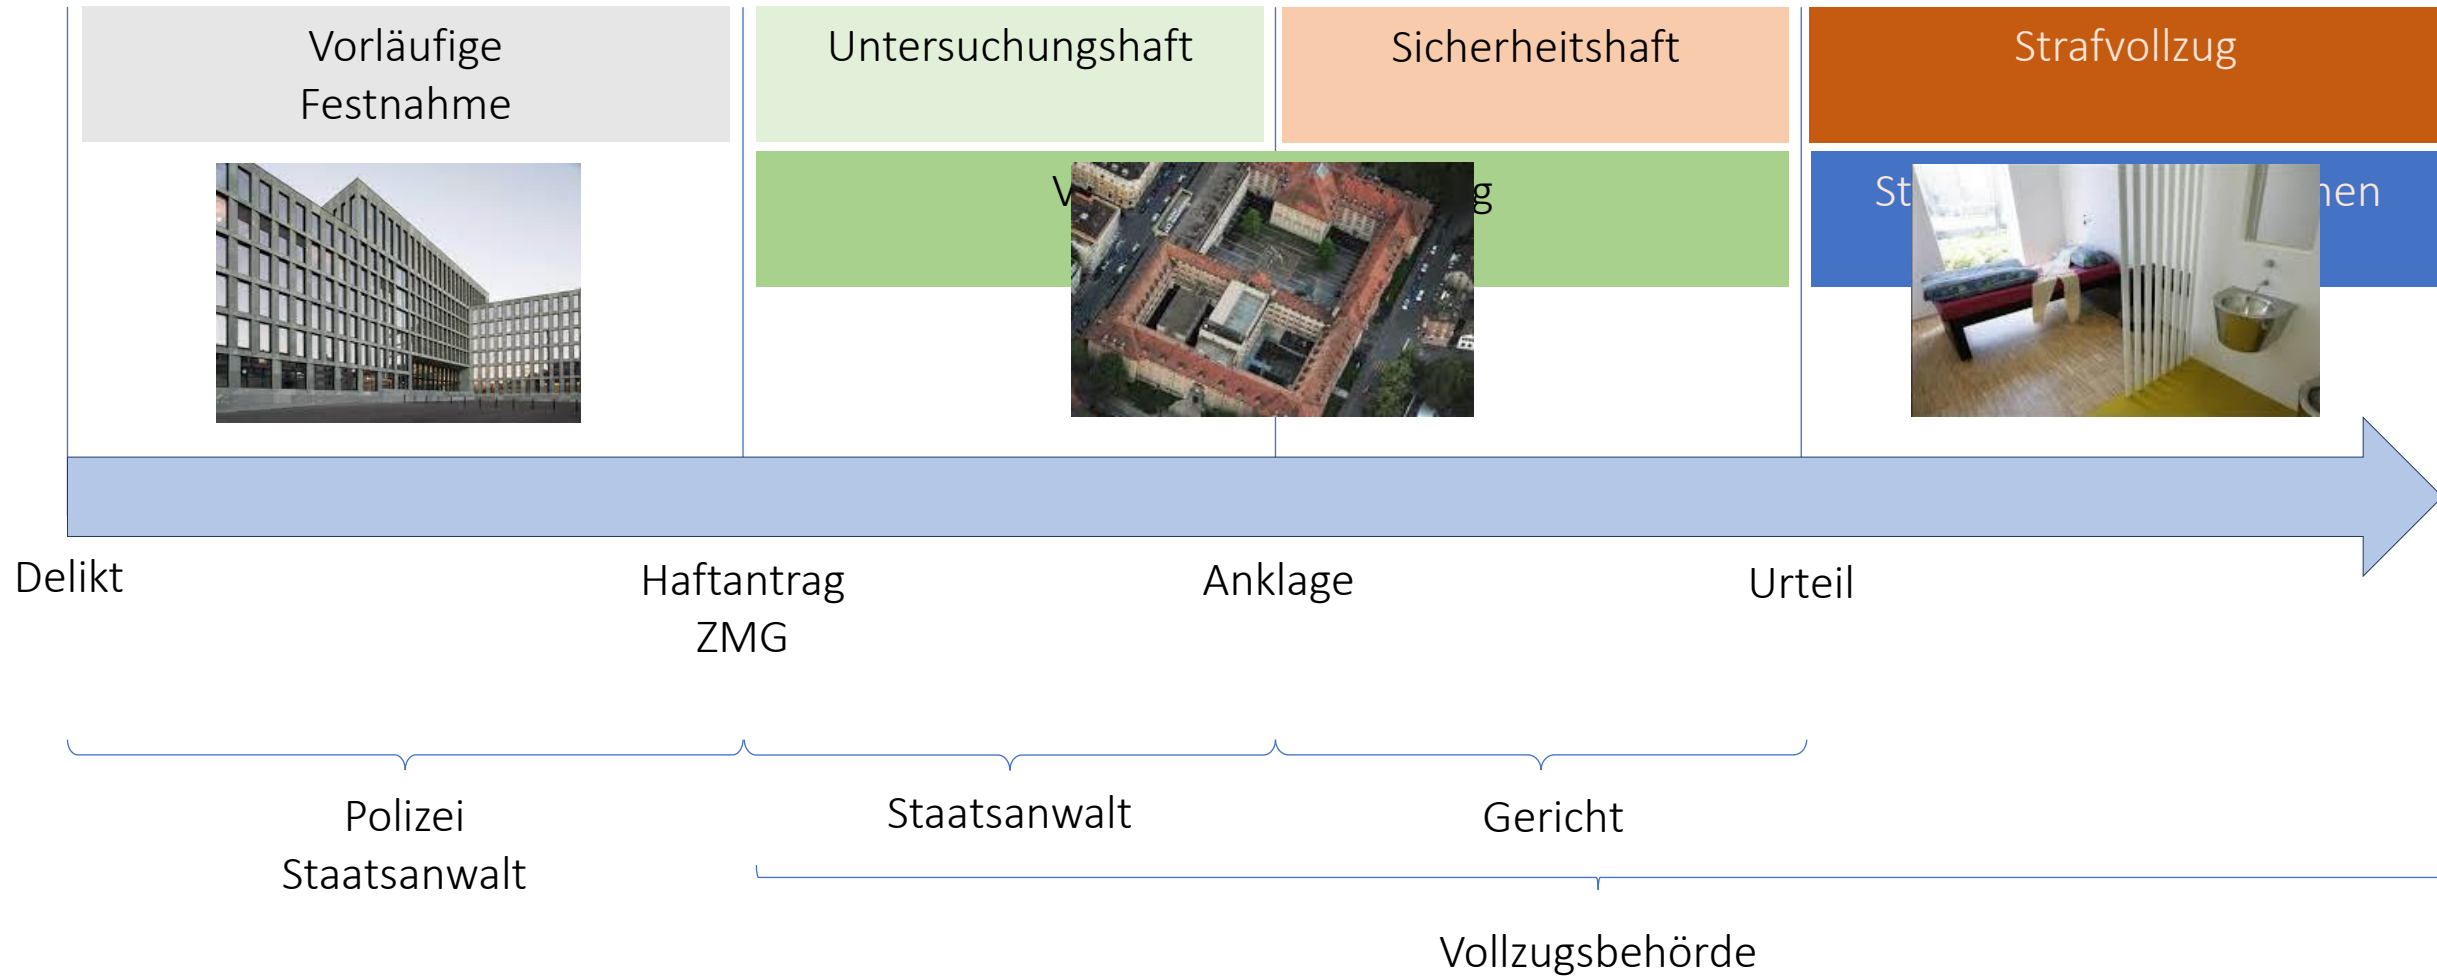 Vorläufige
Festnahme
Untersuchungshaft
Sicherheitshaft
Strafvollzug
Delikt
Haftantrag
ZMG
Anklage
Urteil
Polizei
Staatsanwalt
Staatsanwalt
Gericht
Vollzugsbehörde